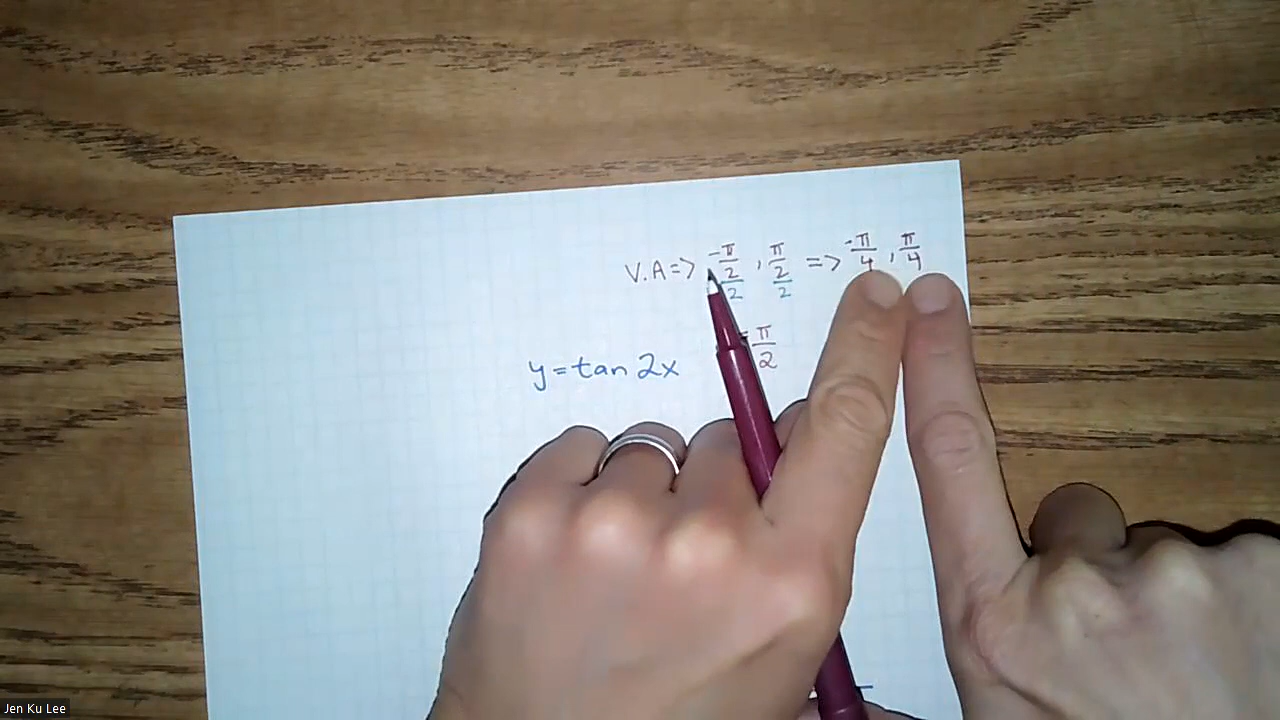 V.A => -π/2/2 , π/2/2 => -π/4 , π/4
= π/2
y = tan 2x
Jen Ku Lee